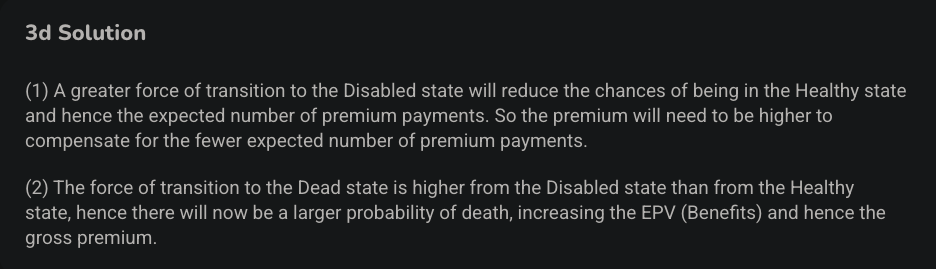 3d Solution
(1) A greater force of transition to the Disabled state will reduce the chances of being in the Healthy state
and hence the expected number of premium payments. So the premium will need to be higher to
compensate for the fewer expected number of premium payments.
(2) The force of transition to the Dead state is higher from the Disabled state than from the Healthy
state, hence there will now be a larger probability of death, increasing the EPV (Benefits) and hence the
gross premium.